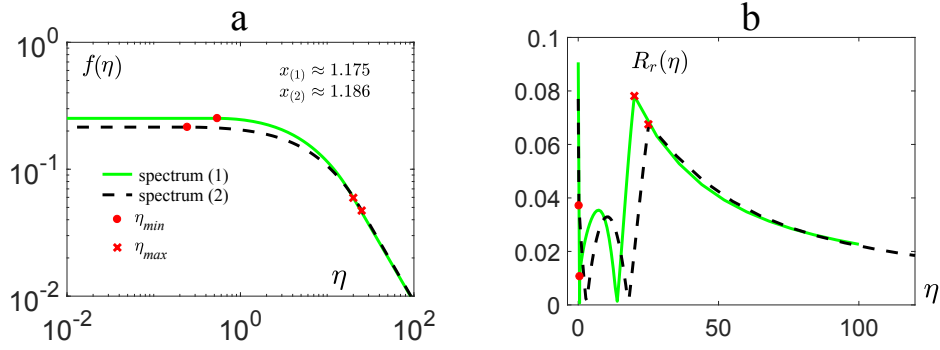 a
10^0
10^-1
10^-2
f(η)
x_(1) ≈ 1.175
x_(2) ≈ 1.186
spectrum (1)
spectrum (2)
η_min
η_max
η
10^-2
10^0
10^2
b
0.1
0.08
0.06
0.04
0.02
0
R_r(η)
η
0
50
100